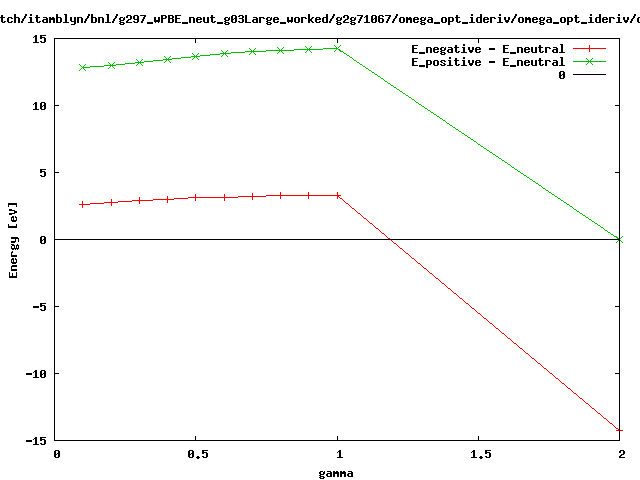 tch/itamblyn/bnl/g297_wPBE_neut_g03Large_worked/g2g71067/omega_opt_ideriv/omega_opt_ideriv/o
E_negative - E_neutral
E_positive - E_neutral
0
15
10
5
0
-5
-10
-15
Energy [eV]
0
0.5
1
1.5
2
gamma